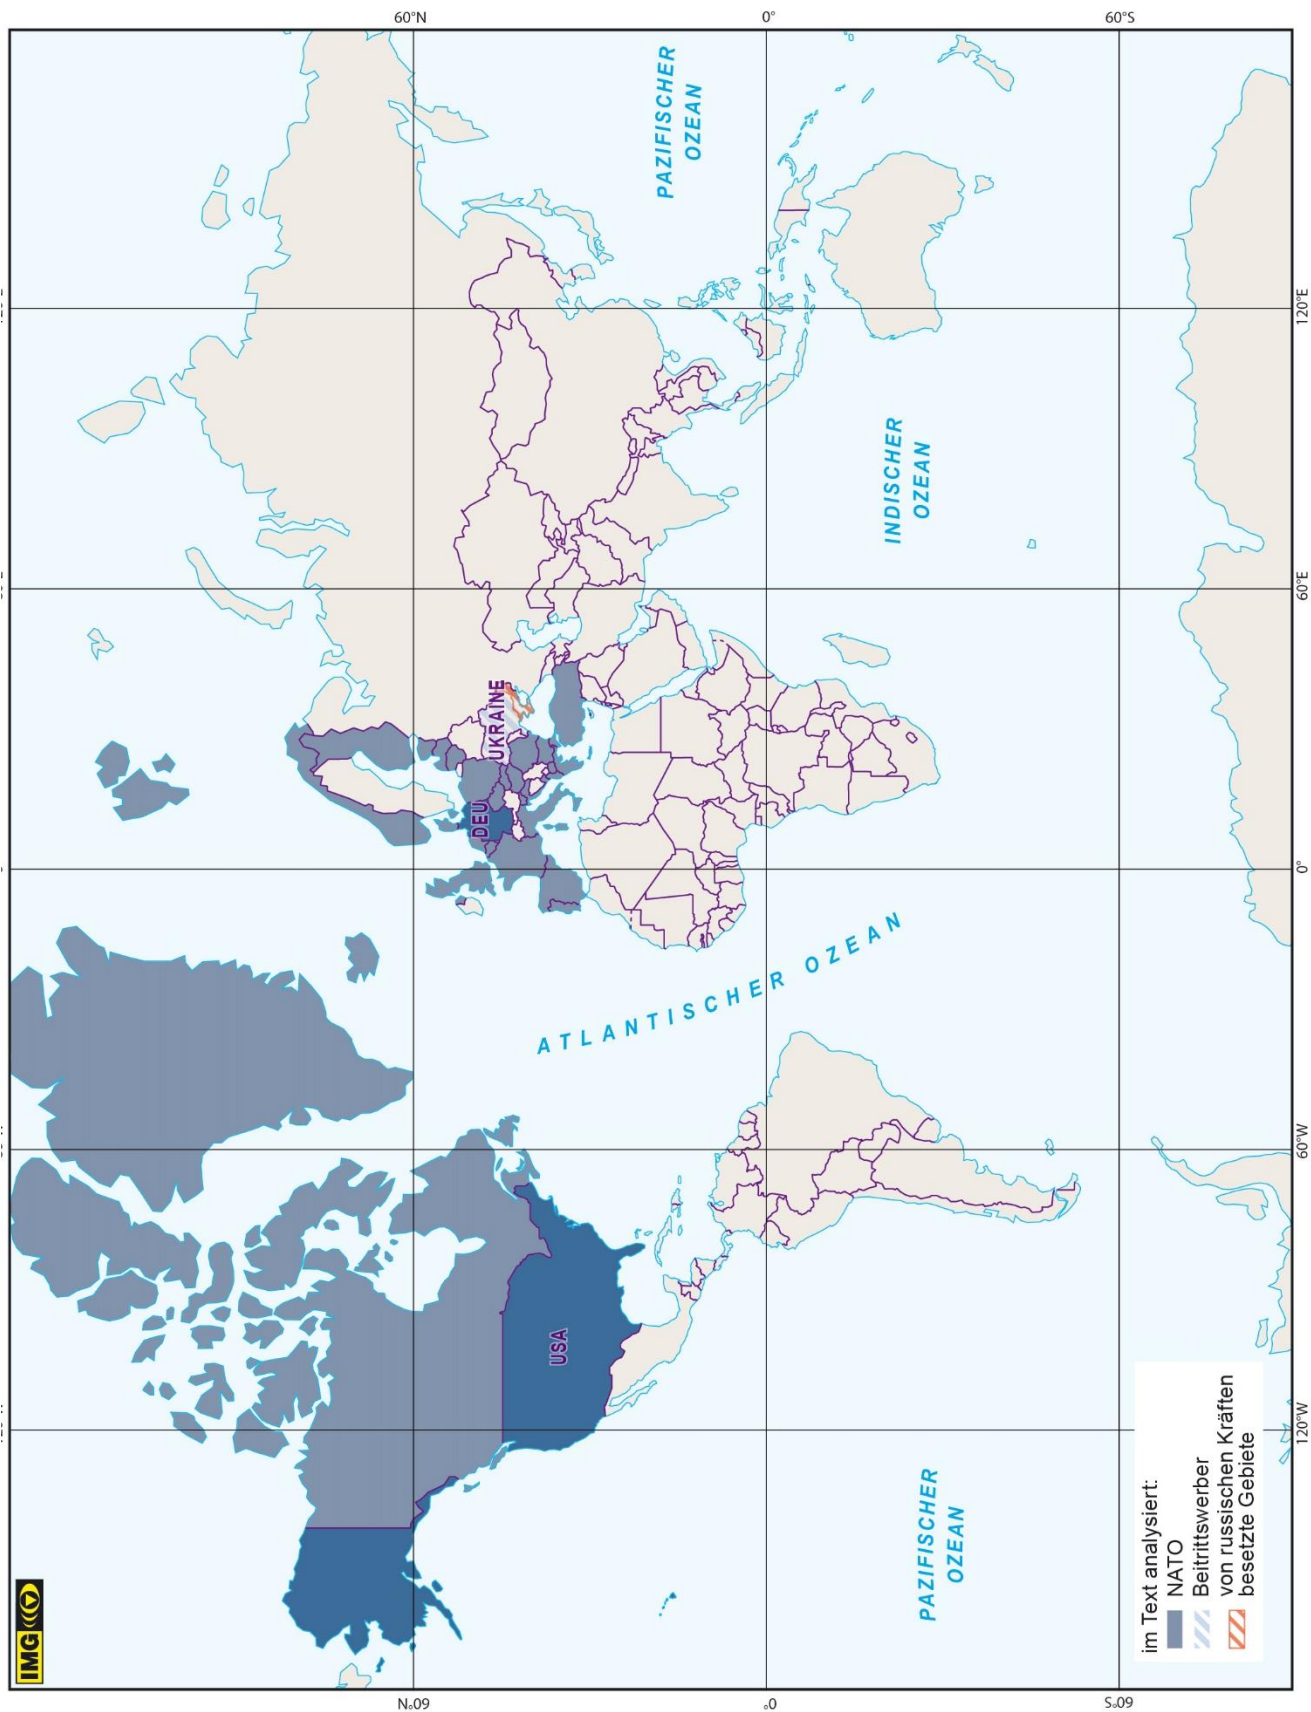 IMG
60°N
0°
60°S
PAZIFISCHER
OZEAN
120°E
INDISCHER
OZEAN
60°E
UKRAINE
DEU
0°
ATLANTISCHER OZEAN
60°W
USA
120°W
PAZIFISCHER
OZEAN
im Text analysiert:
NATO
Beitrittswerber
von russischen Kräften
besetzte Gebiete
60°N
0°
60°S